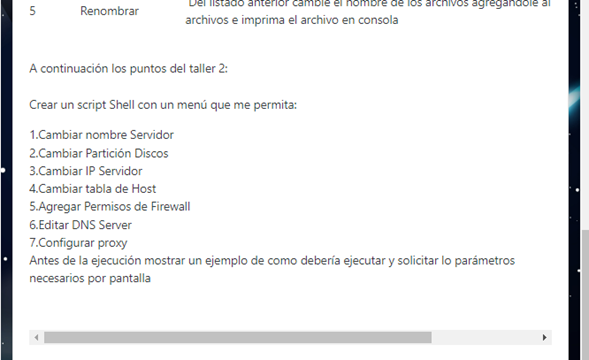 5 Renombrar Del listado anterior cambie el nombre de los archivos agregándole al
archivos e imprima el archivo en consola
A continuación los puntos del taller 2:
Crear un script Shell con un menú que me permita:
1.Cambiar nombre Servidor
2.Cambiar Partición Discos
3.Cambiar IP Servidor
4.Cambiar tabla de Host
5.Agregar Permisos de Firewall
6.Editar DNS Server
7.Configurar proxy
Antes de la ejecución mostrar un ejemplo de como debería ejecutar y solicitar lo parámetros
necesarios por pantalla